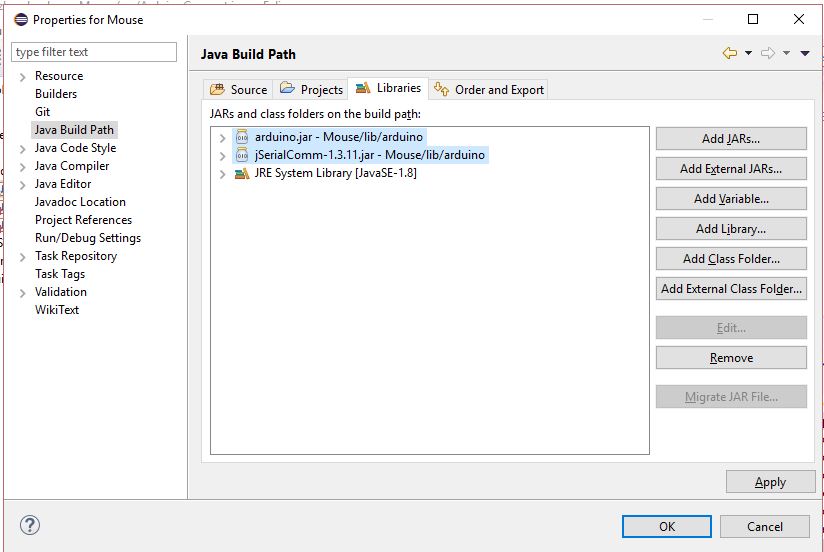 Properties for Mouse
type filter text
Resource
Builders
Git
Java Build Path
Java Code Style
Java Compiler
Java Editor
Javadoc Location
Project References
Run/Debug Settings
Task Repository
Task Tags
Validation
WikiText
Java Build Path
Source
Projects
Libraries
Order and Export
JARs and class folders on the build path:
arduino.jar - Mouse/lib/arduino
jSerialComm-1.3.11.jar - Mouse/lib/arduino
JRE System Library [JavaSE-1.8]
Add JARs...
Add External JARs...
Add Variable...
Add Library...
Add Class Folder...
Add External Class Folder...
Edit...
Remove
Migrate JAR File...
Apply
OK
Cancel